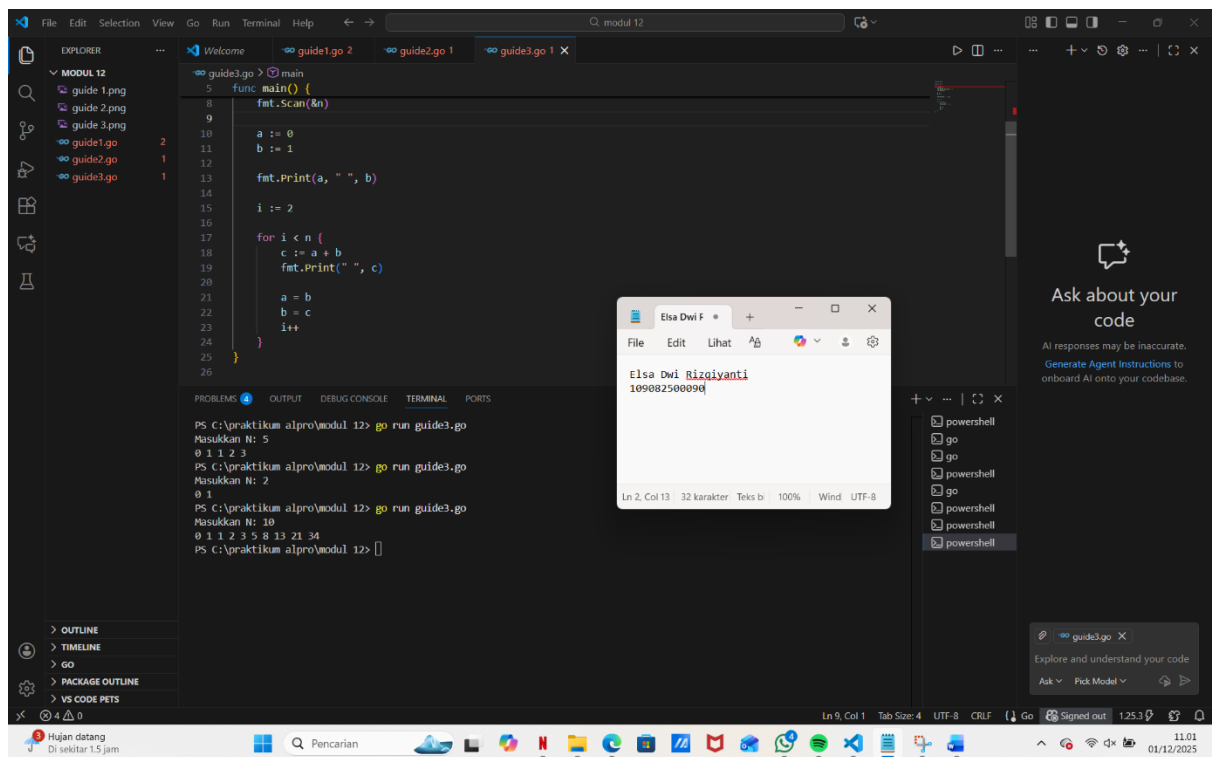 File Edit Selection View Go Run Terminal Help
modul 12
EXPLORER
MODUL 12
guide 1.png
guide 2.png
guide 3.png
guide1.go 2
guide2.go 1
guide3.go 1
Welcome guide1.go 2 guide2.go 1 guide3.go 1
guide3.go > main
5 func main() {
8 fmt.Scan(&n)
9
10 a := 0
11 b := 1
12
13 fmt.Print(a, " ", b)
14
15 i := 2
16
17 for i < n {
18 c := a + b
19 fmt.Print(" ", c)
20
21 a = b
22 b = c
23 i++
24 }
25 }
26
PROBLEMS 4 OUTPUT DEBUG CONSOLE TERMINAL PORTS
PS C:\praktikum alpro\modul 12> go run guide3.go
Masukkan N: 5
0 1 1 2 3
PS C:\praktikum alpro\modul 12> go run guide3.go
Masukkan N: 2
0 1
PS C:\praktikum alpro\modul 12> go run guide3.go
Masukkan N: 10
0 1 1 2 3 5 8 13 21 34
PS C:\praktikum alpro\modul 12>
powershell
go
go
powershell
go
powershell
powershell
powershell
Elsa Dwi
File Edit Lihat
Elsa Dwi Rizqiyanti
109082500090
Ln 2, Col 13 32 karakter Teks bi 100% Wind UTF-8
Ask about your
code
AI responses may be inaccurate.
Generate Agent Instructions to
onboard AI onto your codebase.
guide3.go
Explore and understand your code
Ask Pick Model
OUTLINE
TIMELINE
GO
PACKAGE OUTLINE
VS CODE PETS
4 0
Ln 9, Col 1 Tab Size: 4 UTF-8 CRLF Go Signed out 1.25.3
3
Hujan datang
Di sekitar 1.5 jam
Pencarian
11.01
01/12/2025